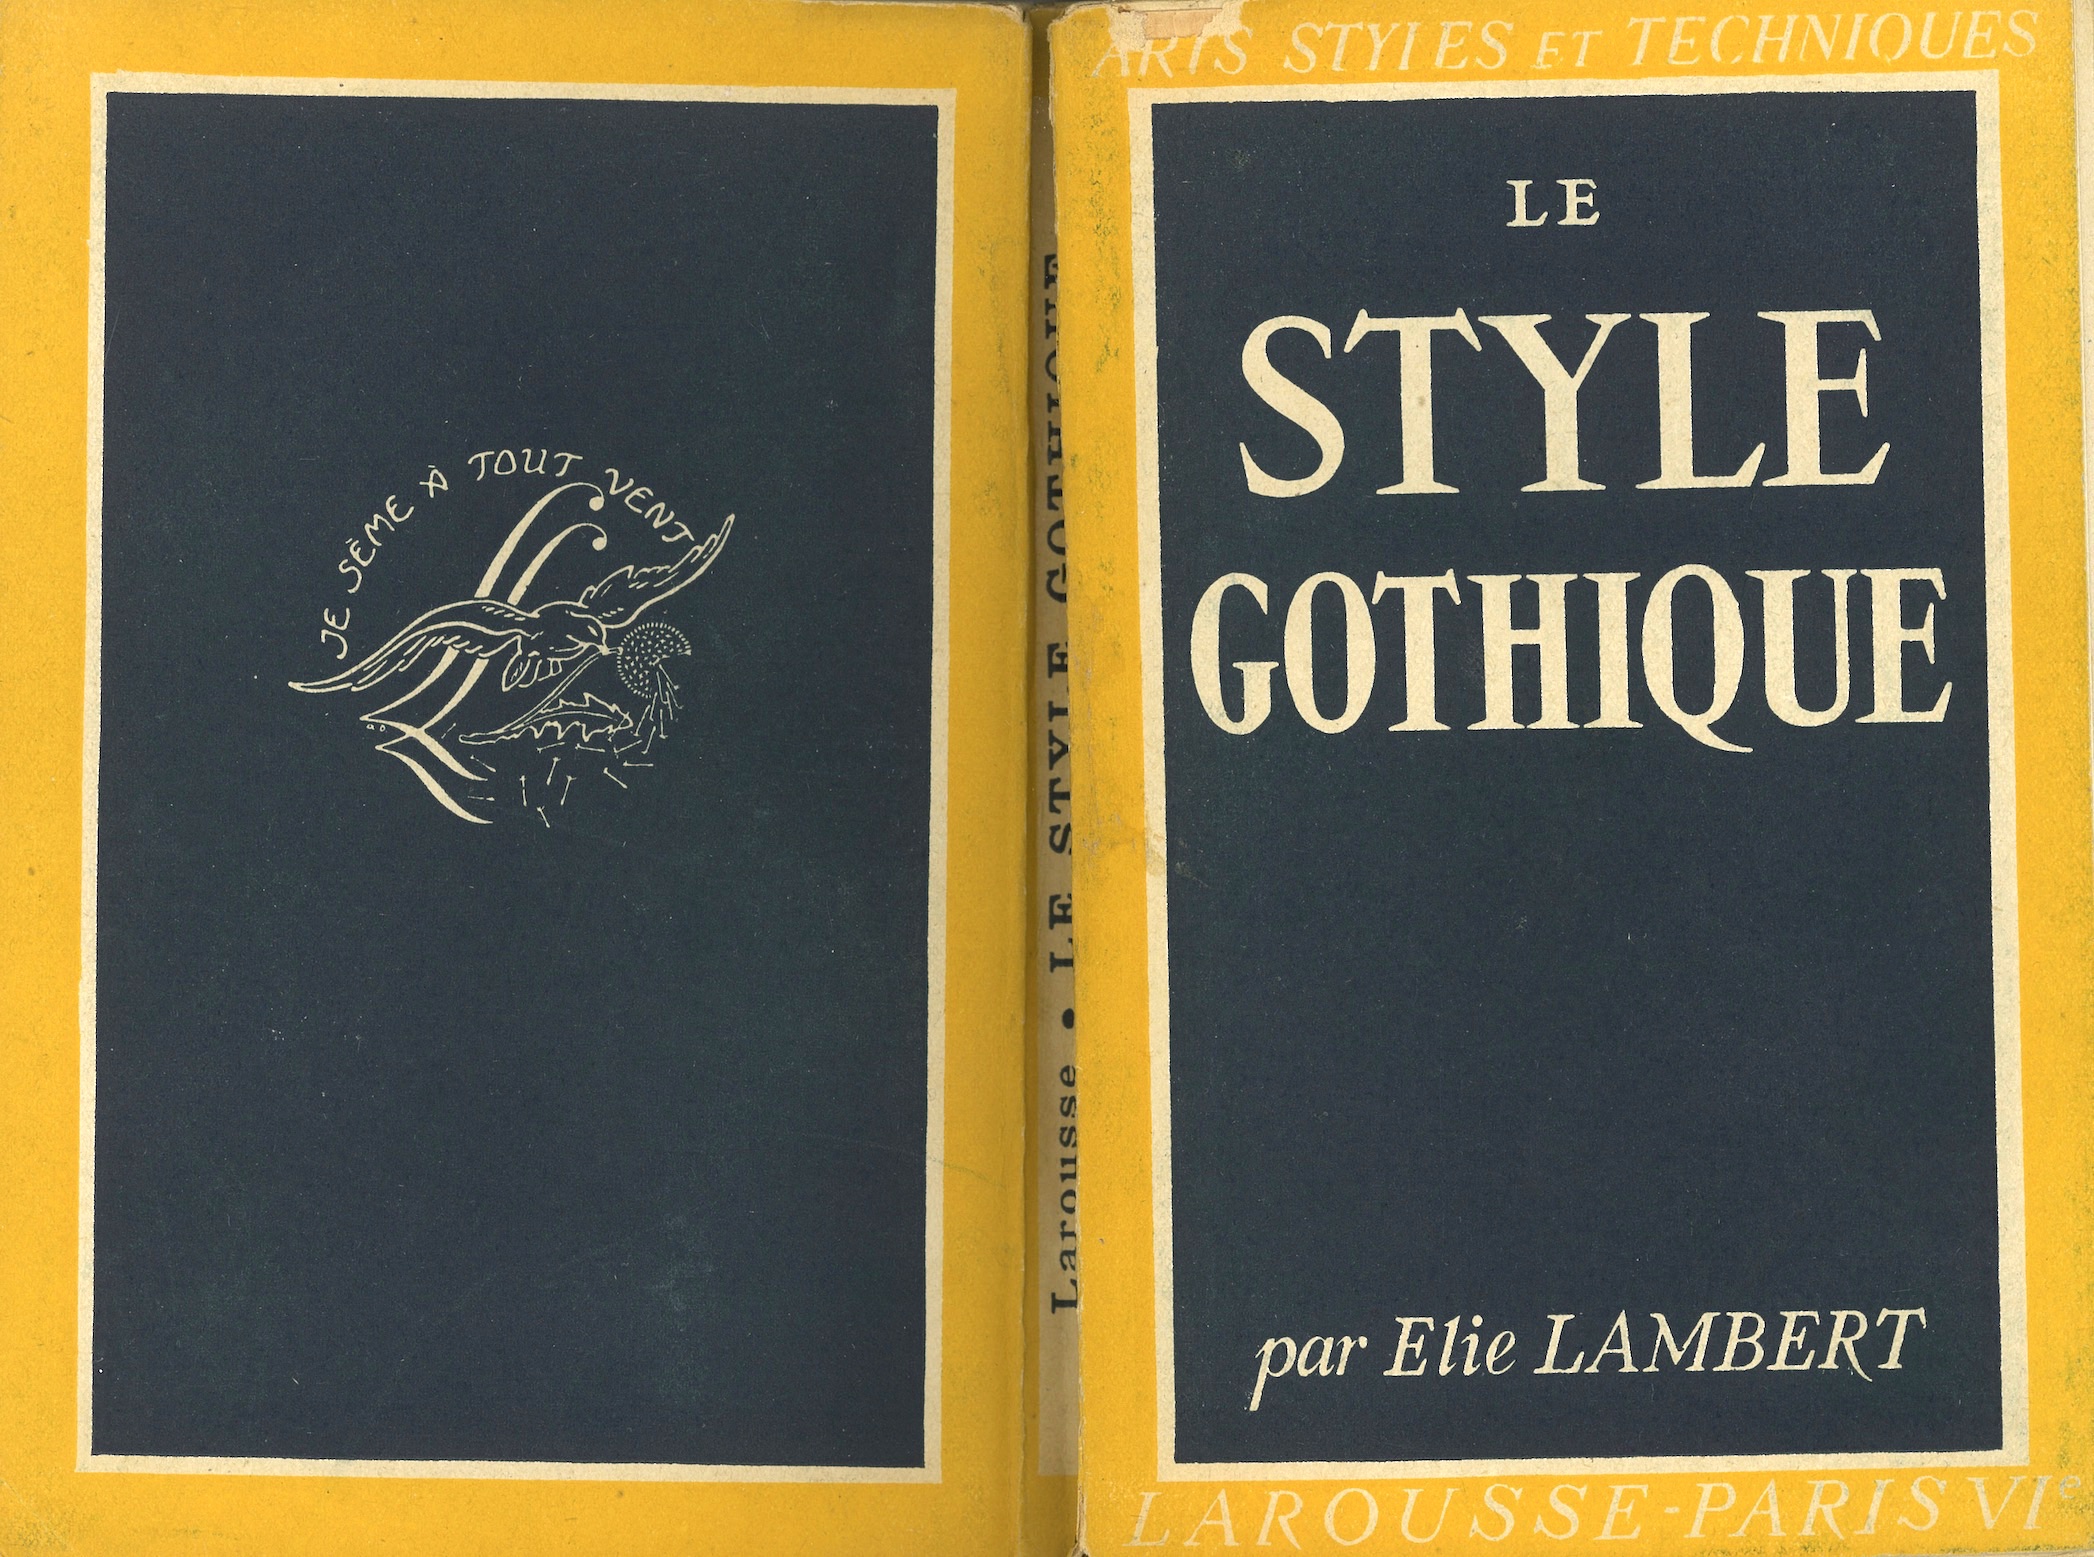 JE SÈME À TOUT VENT
Larousse • LE STYLE GOTHIQUE
ARTS STYLES ET TECHNIQUES
LE
STYLE
GOTHIQUE
par Elie LAMBERT
LAROUSSE-PARIS VIe